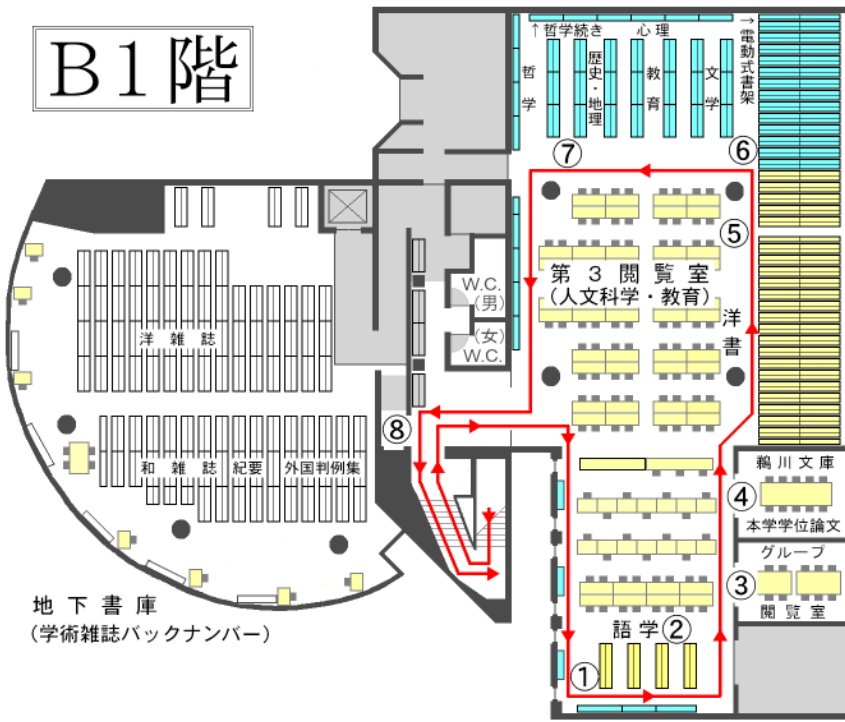 B1階
↑哲学続き
心理
→電動式書架
哲学
歴史・地理
教育
文学
⑦
⑥
⑤
第3閲覧室
(人文科学・教育)
洋書
W.C.
(男)
(女)
W.C.
洋雑誌
⑧
和雑誌
紀要
外国判例集
鵜川文庫
④
本学学位論文
グループ
③
閲覧室
語学
②
①
地下書庫
(学術雑誌バックナンバー)